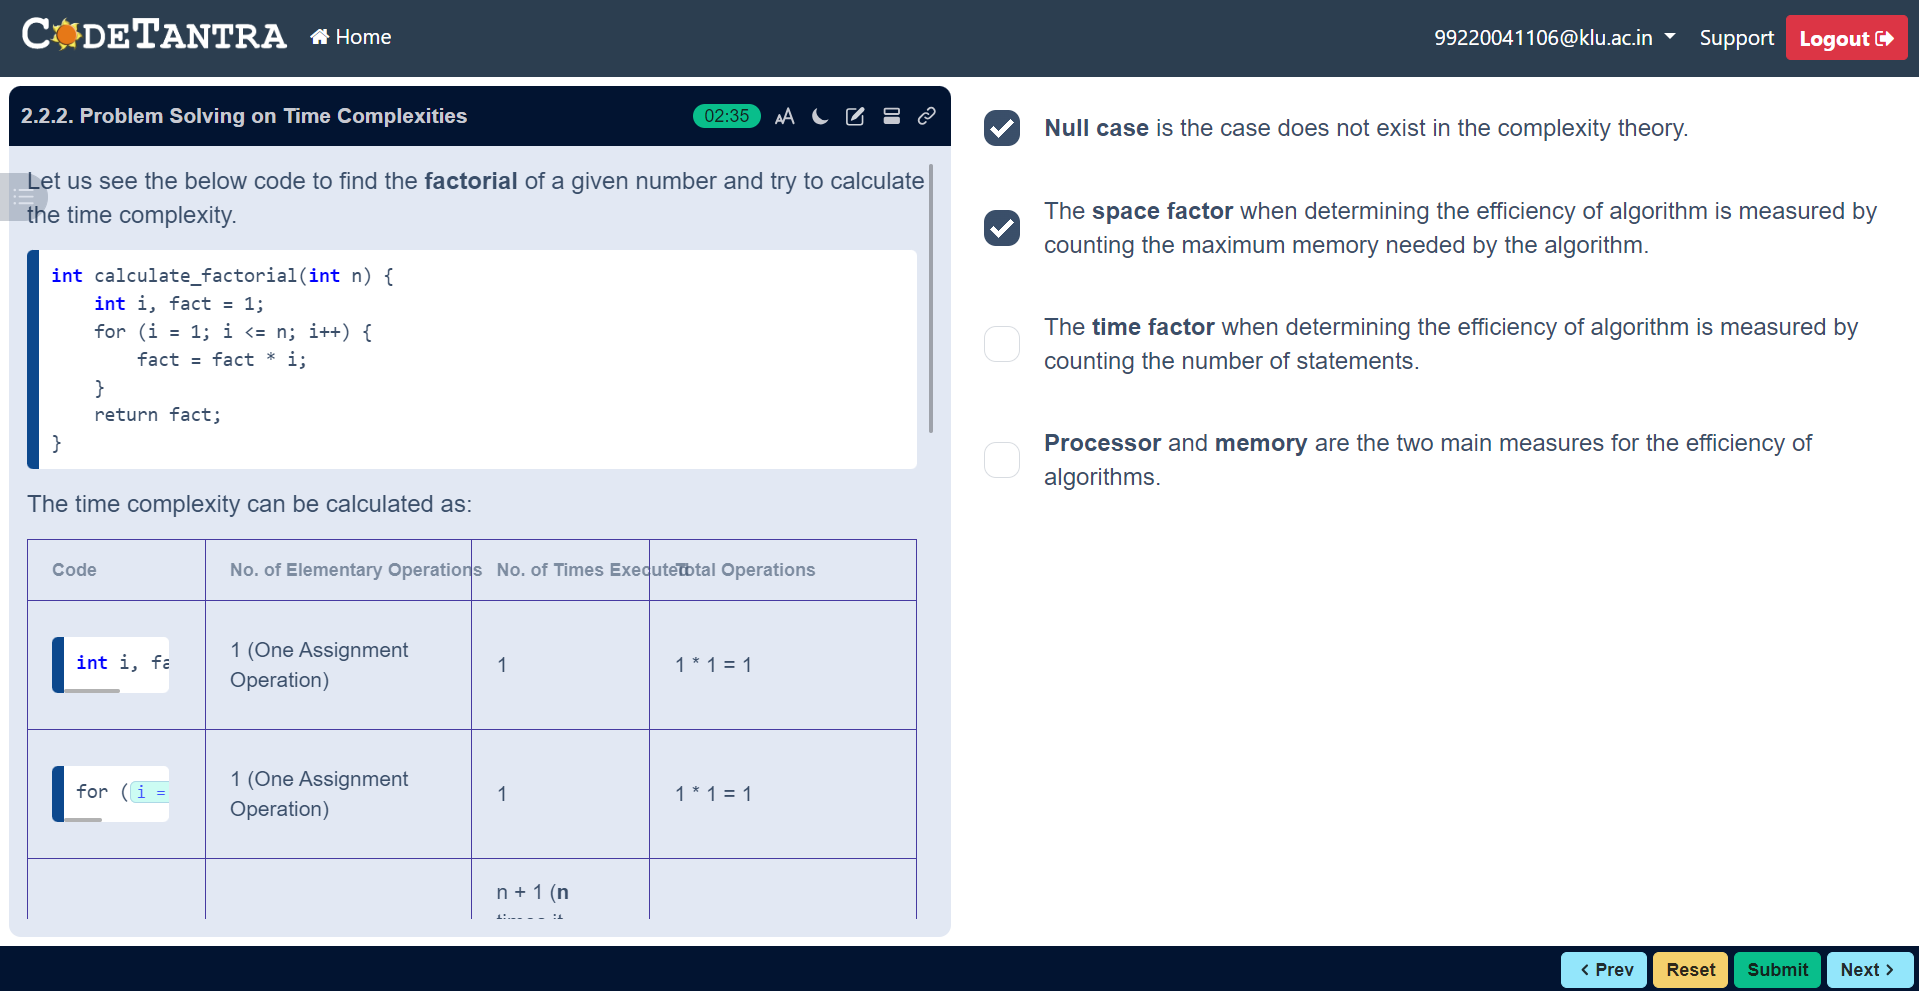 CODETANTRA Home
99220041106@klu.ac.in Support Logout
2.2.2. Problem Solving on Time Complexities 02:35
Let us see the below code to find the factorial of a given number and try to calculate
the time complexity.
int calculate_factorial(int n) {
int i, fact = 1;
for (i = 1; i <= n; i++) {
fact = fact * i;
}
return fact;
}
The time complexity can be calculated as:
Code No. of Elementary Operations No. of Times Executed Total Operations
int i, fa
1 (One Assignment
Operation)
1
1 * 1 = 1
for (i =
1 (One Assignment
Operation)
1
1 * 1 = 1
n + 1 (n
times it
Null case is the case does not exist in the complexity theory.
The space factor when determining the efficiency of algorithm is measured by
counting the maximum memory needed by the algorithm.
The time factor when determining the efficiency of algorithm is measured by
counting the number of statements.
Processor and memory are the two main measures for the efficiency of
algorithms.
< Prev Reset Submit Next >